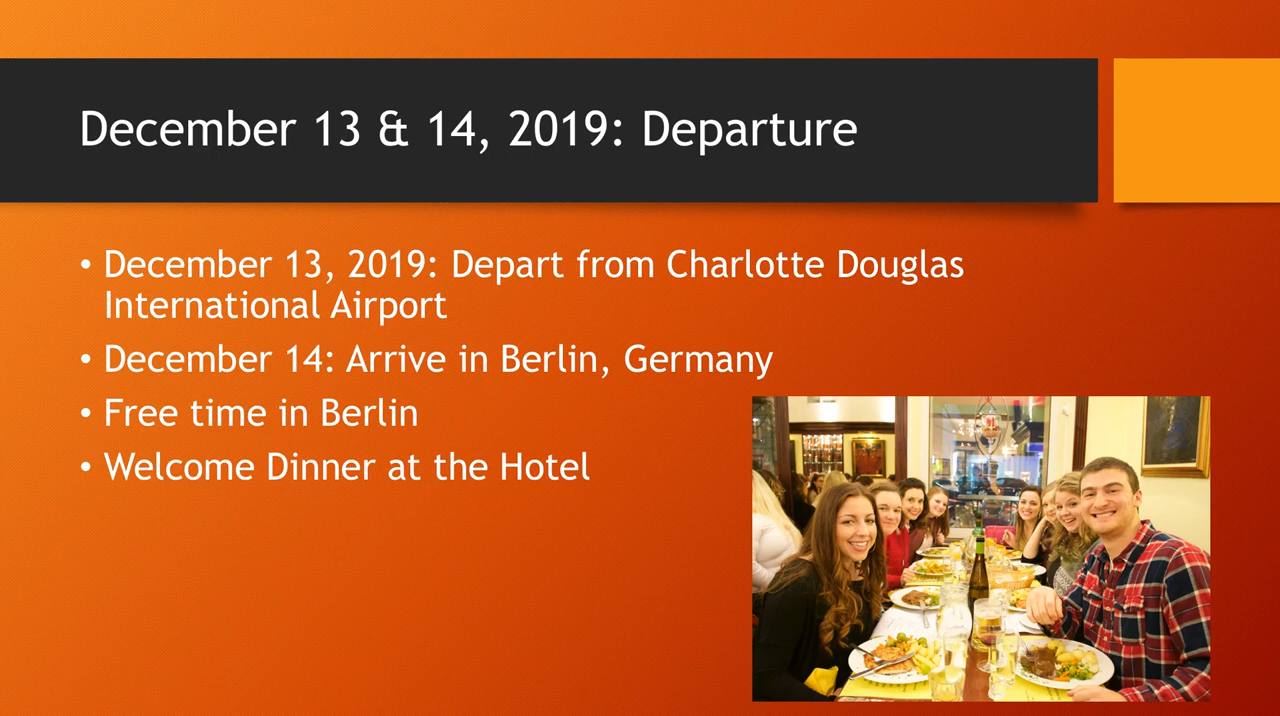 December 13 & 14, 2019: Departure
• December 13, 2019: Depart from Charlotte Douglas
International Airport
• December 14: Arrive in Berlin, Germany
• Free time in Berlin
• Welcome Dinner at the Hotel